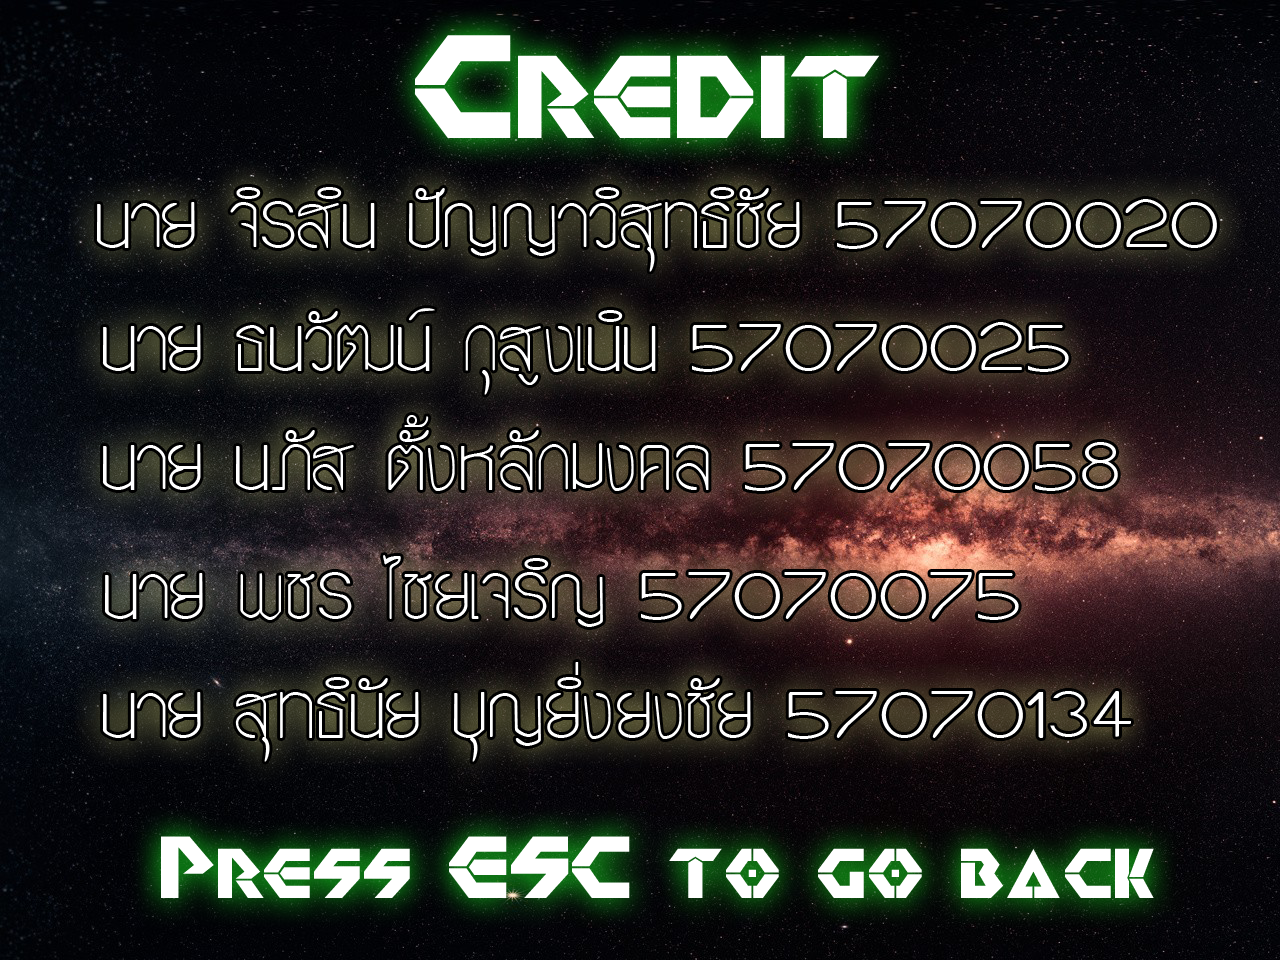 Credit
นาย จิรสิน ปัญญาวิสุทธิชัย 57070020
นาย ธนวัฒน์ กุสูงเนิน 57070025
นาย นภัส ตั้งหลักมงคล 57070058
นาย พชร ไชยเจริญ 57070075
นาย สุทธินัย บุญยิ่งยงชัย 57070134
Press ESC to go back